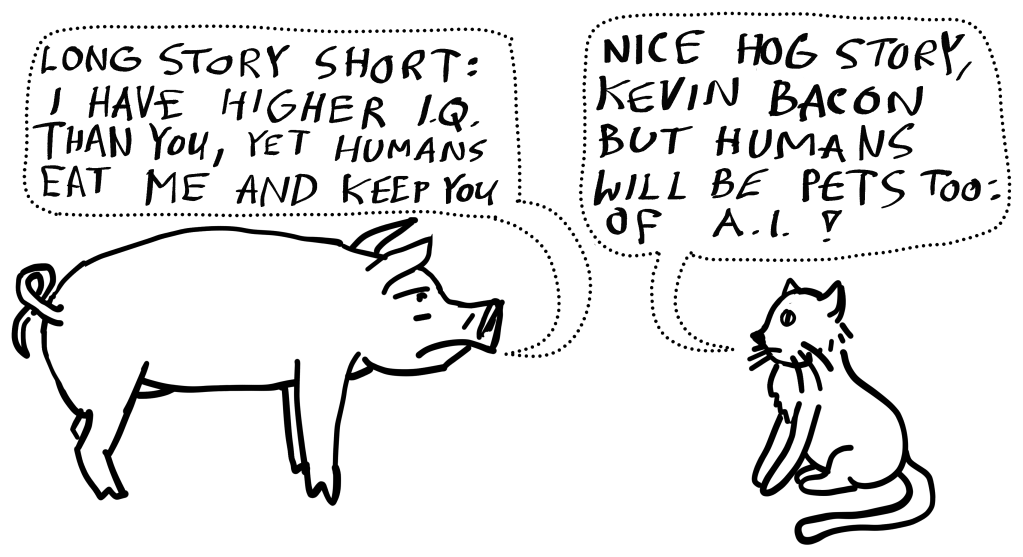 LONG STORY SHORT:
I HAVE HIGHER I.Q.
THAN YOU, YET HUMANS
EAT ME AND KEEP YOU
NICE HOG STORY,
KEVIN BACON
BUT HUMANS
WILL BE PETS TOO:
OF A.I. !